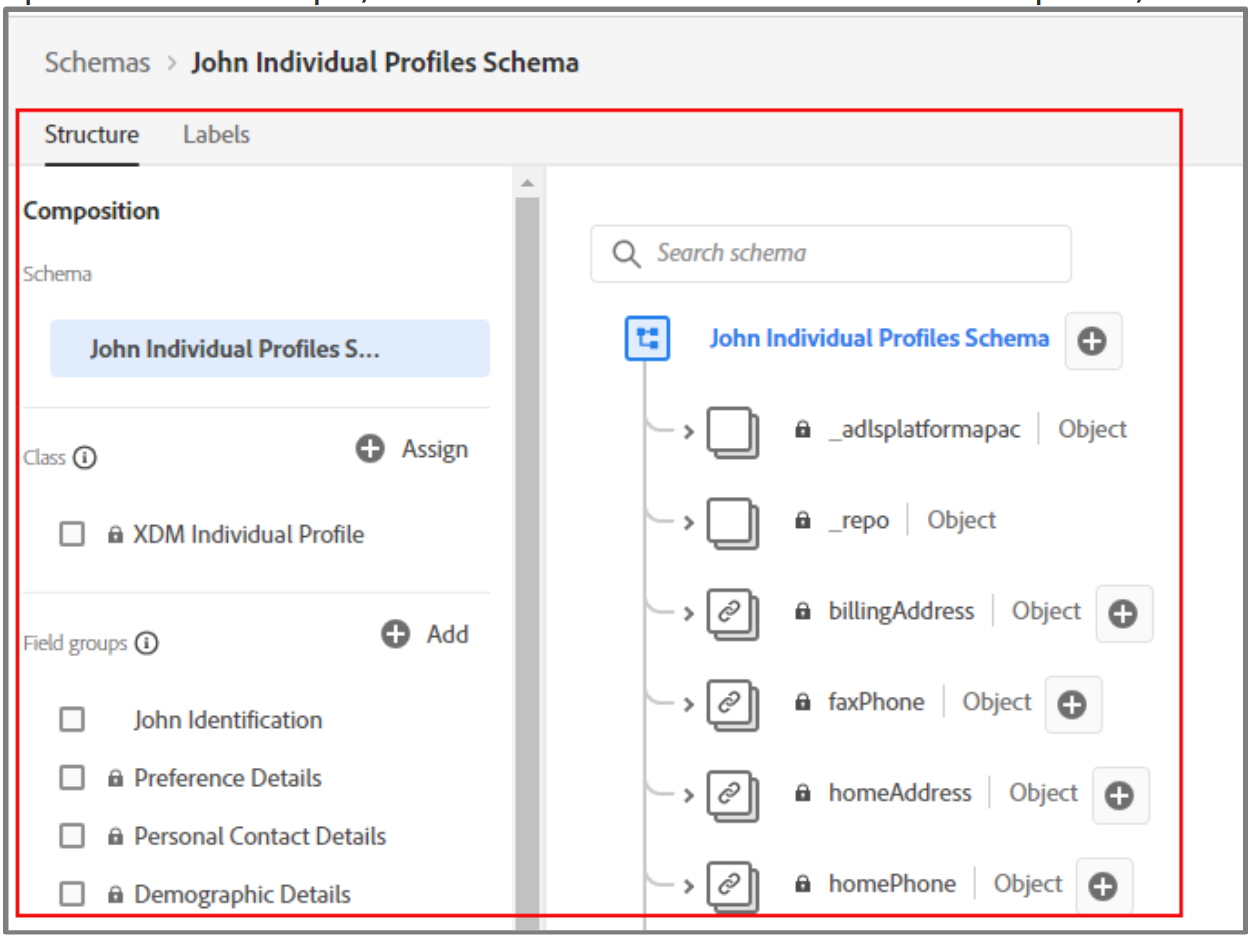 Schemas > John Individual Profiles Schema
Structure Labels
Composition
Schema
John Individual Profiles S...
Class
Assign
XDM Individual Profile
Field groups
Add
John Identification
Preference Details
Personal Contact Details
Demographic Details
Search schema
John Individual Profiles Schema
_adlsplatformapac | Object
_repo | Object
billingAddress | Object
faxPhone | Object
homeAddress | Object
homePhone | Object